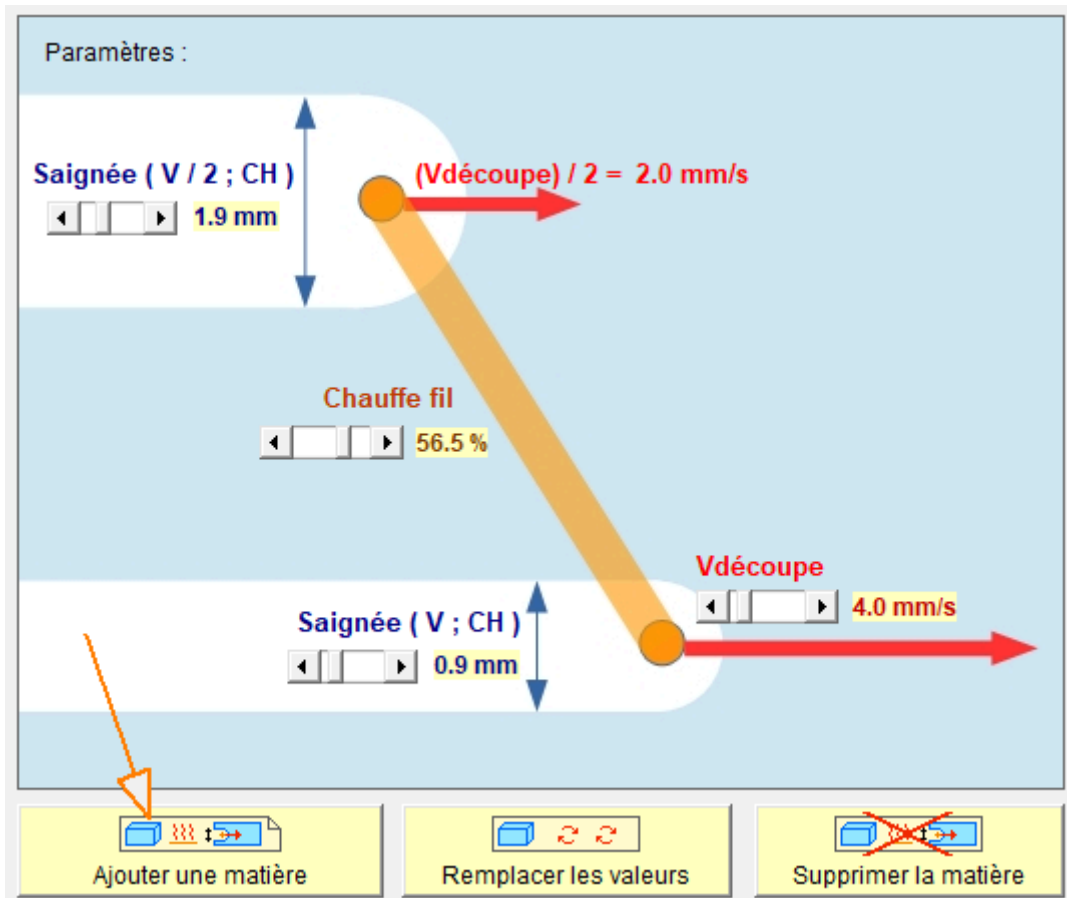 Paramètres :
Saignée ( V / 2 ; CH )
(Vdécoupe) / 2 = 2.0 mm/s
1.9 mm
Chauffe fil
56.5 %
Vdécoupe
4.0 mm/s
Saignée ( V ; CH )
0.9 mm
Ajouter une matière
Remplacer les valeurs
Supprimer la matière